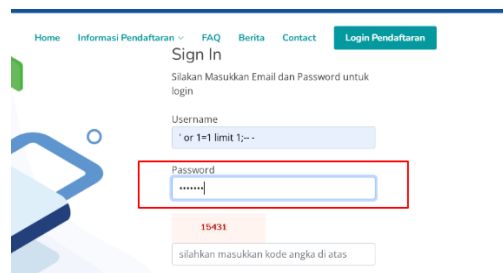 Home Informasi Pendaftaran FAQ Berita Contact Login Pendaftaran
Sign In
Silakan Masukkan Email dan Password untuk
login
Username
' or 1=1 limit 1;-- -
Password
•••••••
15431
silahkan masukkan kode angka di atas